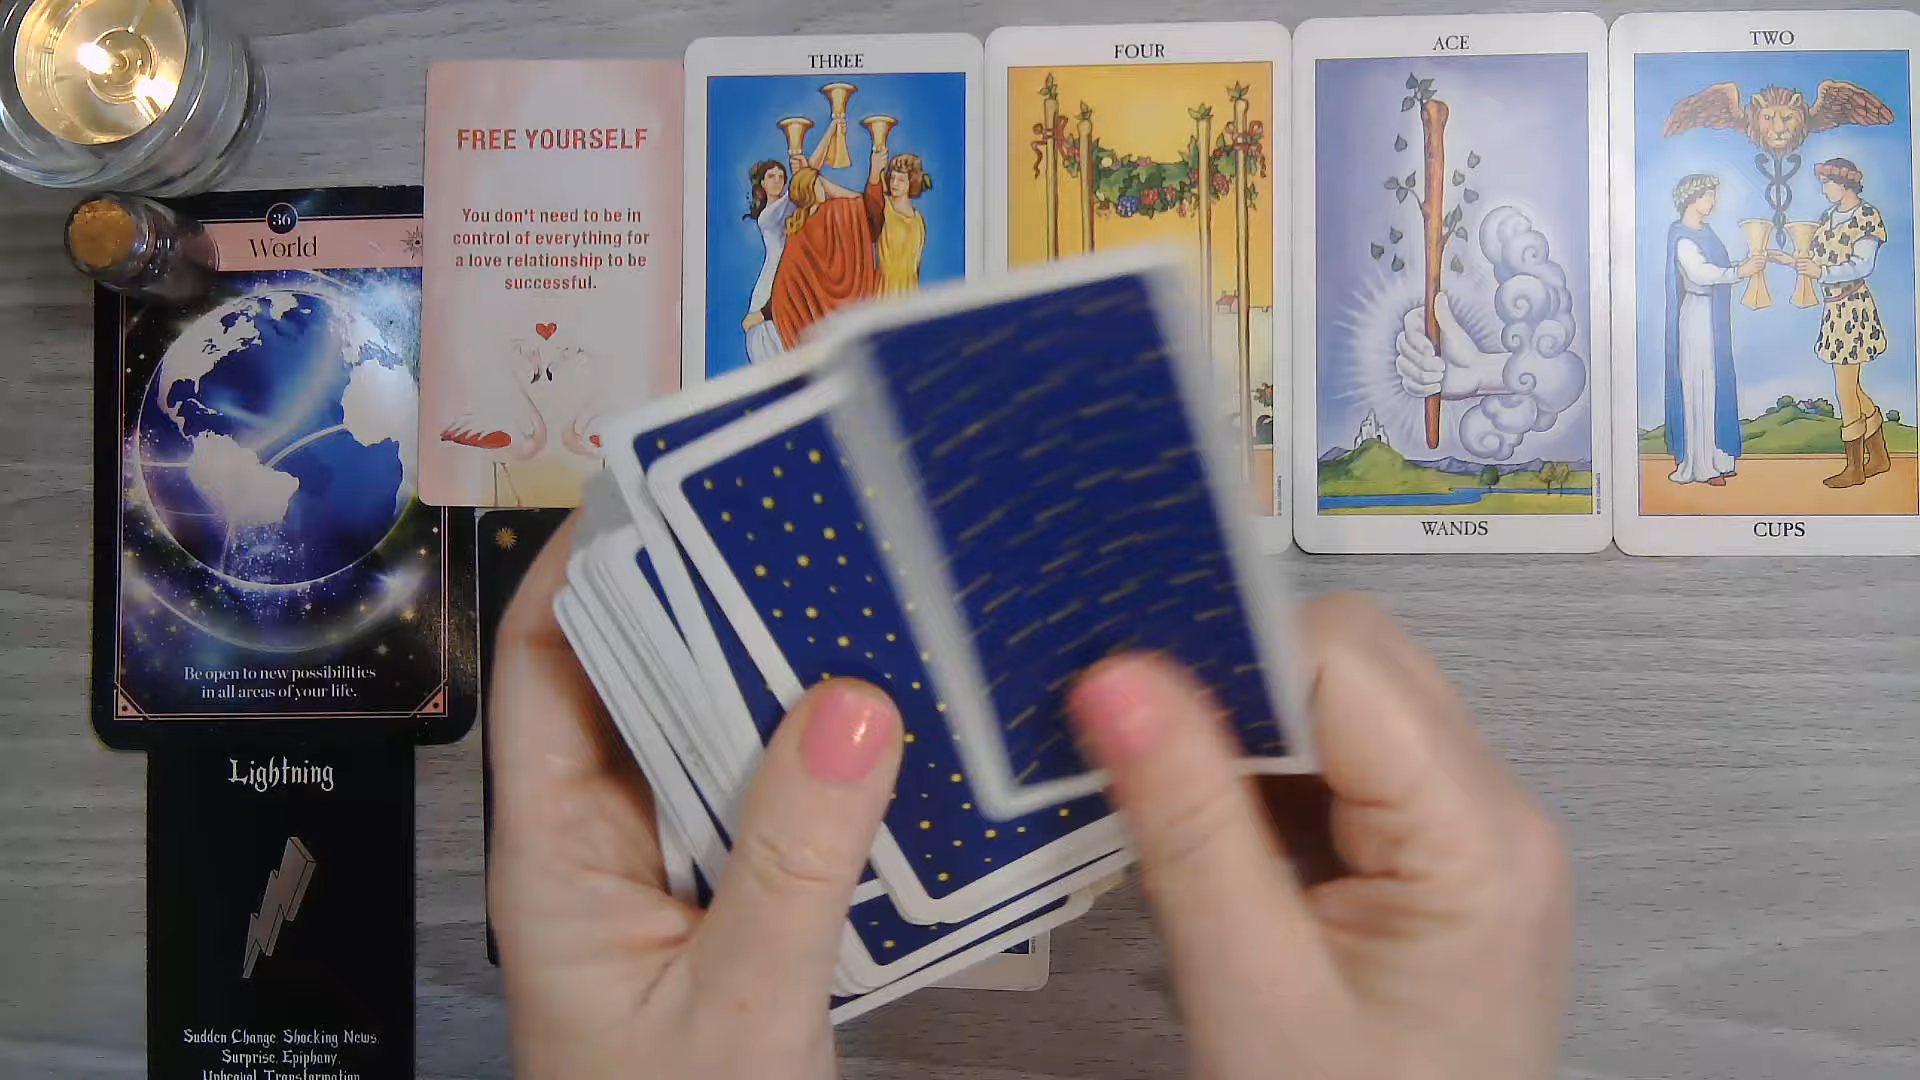 THREE
FOUR
ACE
TWO
FREE YOURSELF
You don't need to be in
control of everything for
a love relationship to be
successful.
36
World
Be open to new possibilities
in all areas of your life.
WANDS
CUPS
Lightning
Sudden Change, Shocking News,
Surprise, Epiphany,
Upheaval, Transformation